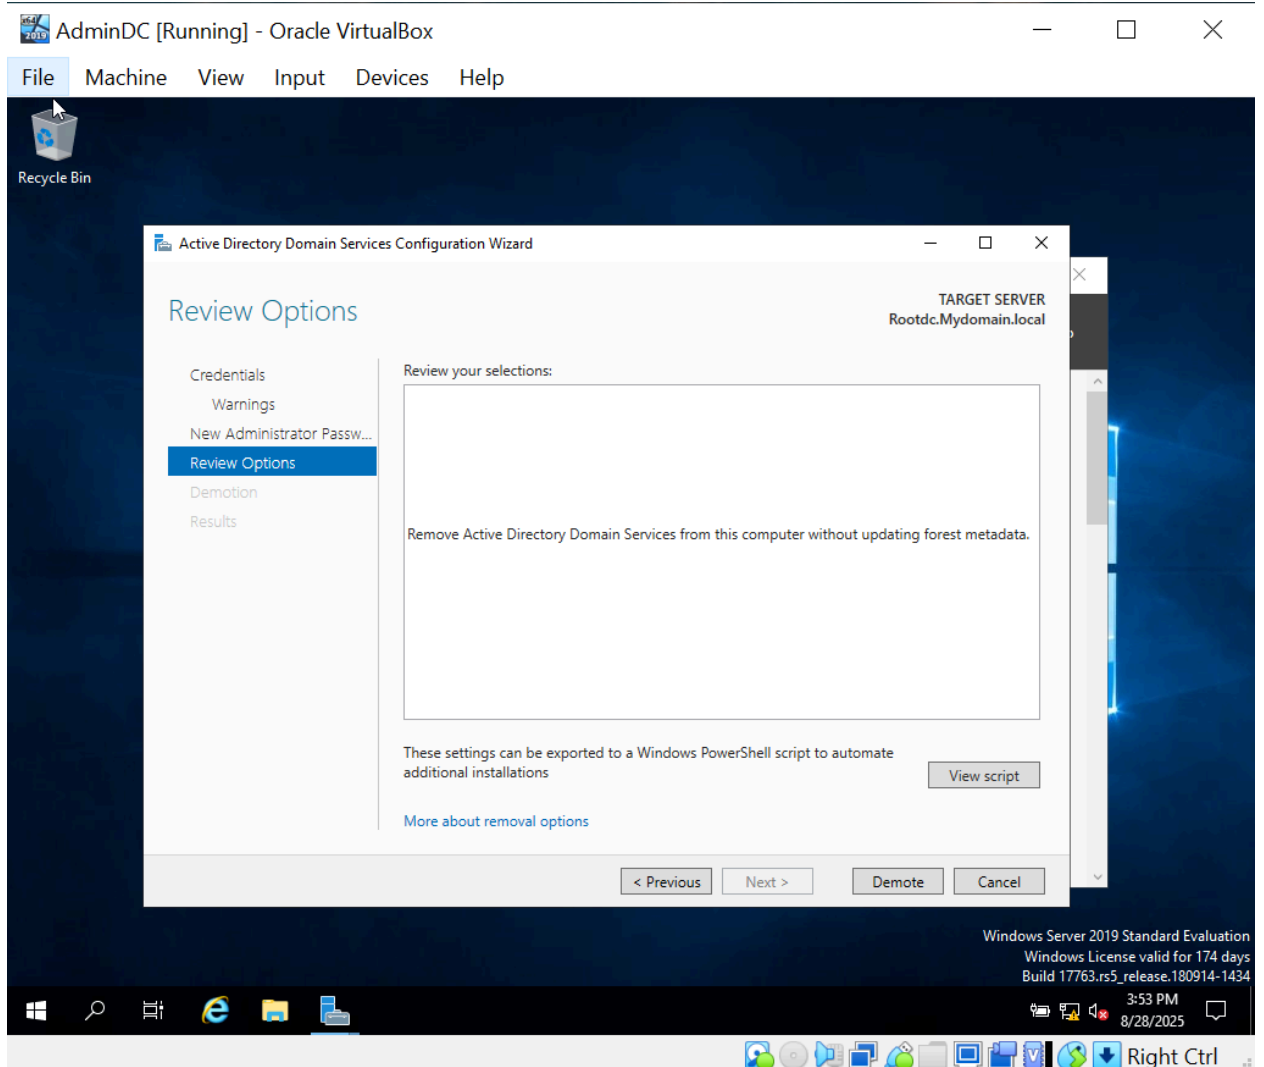 AdminDC [Running] - Oracle VirtualBox
File Machine View Input Devices Help
Recycle Bin
Active Directory Domain Services Configuration Wizard
Review Options
TARGET SERVER
Rootdc.Mydomain.local
Credentials
Warnings
New Administrator Passw...
Review Options
Demotion
Results
Review your selections:
Remove Active Directory Domain Services from this computer without updating forest metadata.
These settings can be exported to a Windows PowerShell script to automate
additional installations
View script
More about removal options
< Previous
Next >
Demote
Cancel
Windows Server 2019 Standard Evaluation
Windows License valid for 174 days
Build 17763.rs5_release.180914-1434
3:53 PM
8/28/2025
Right Ctrl